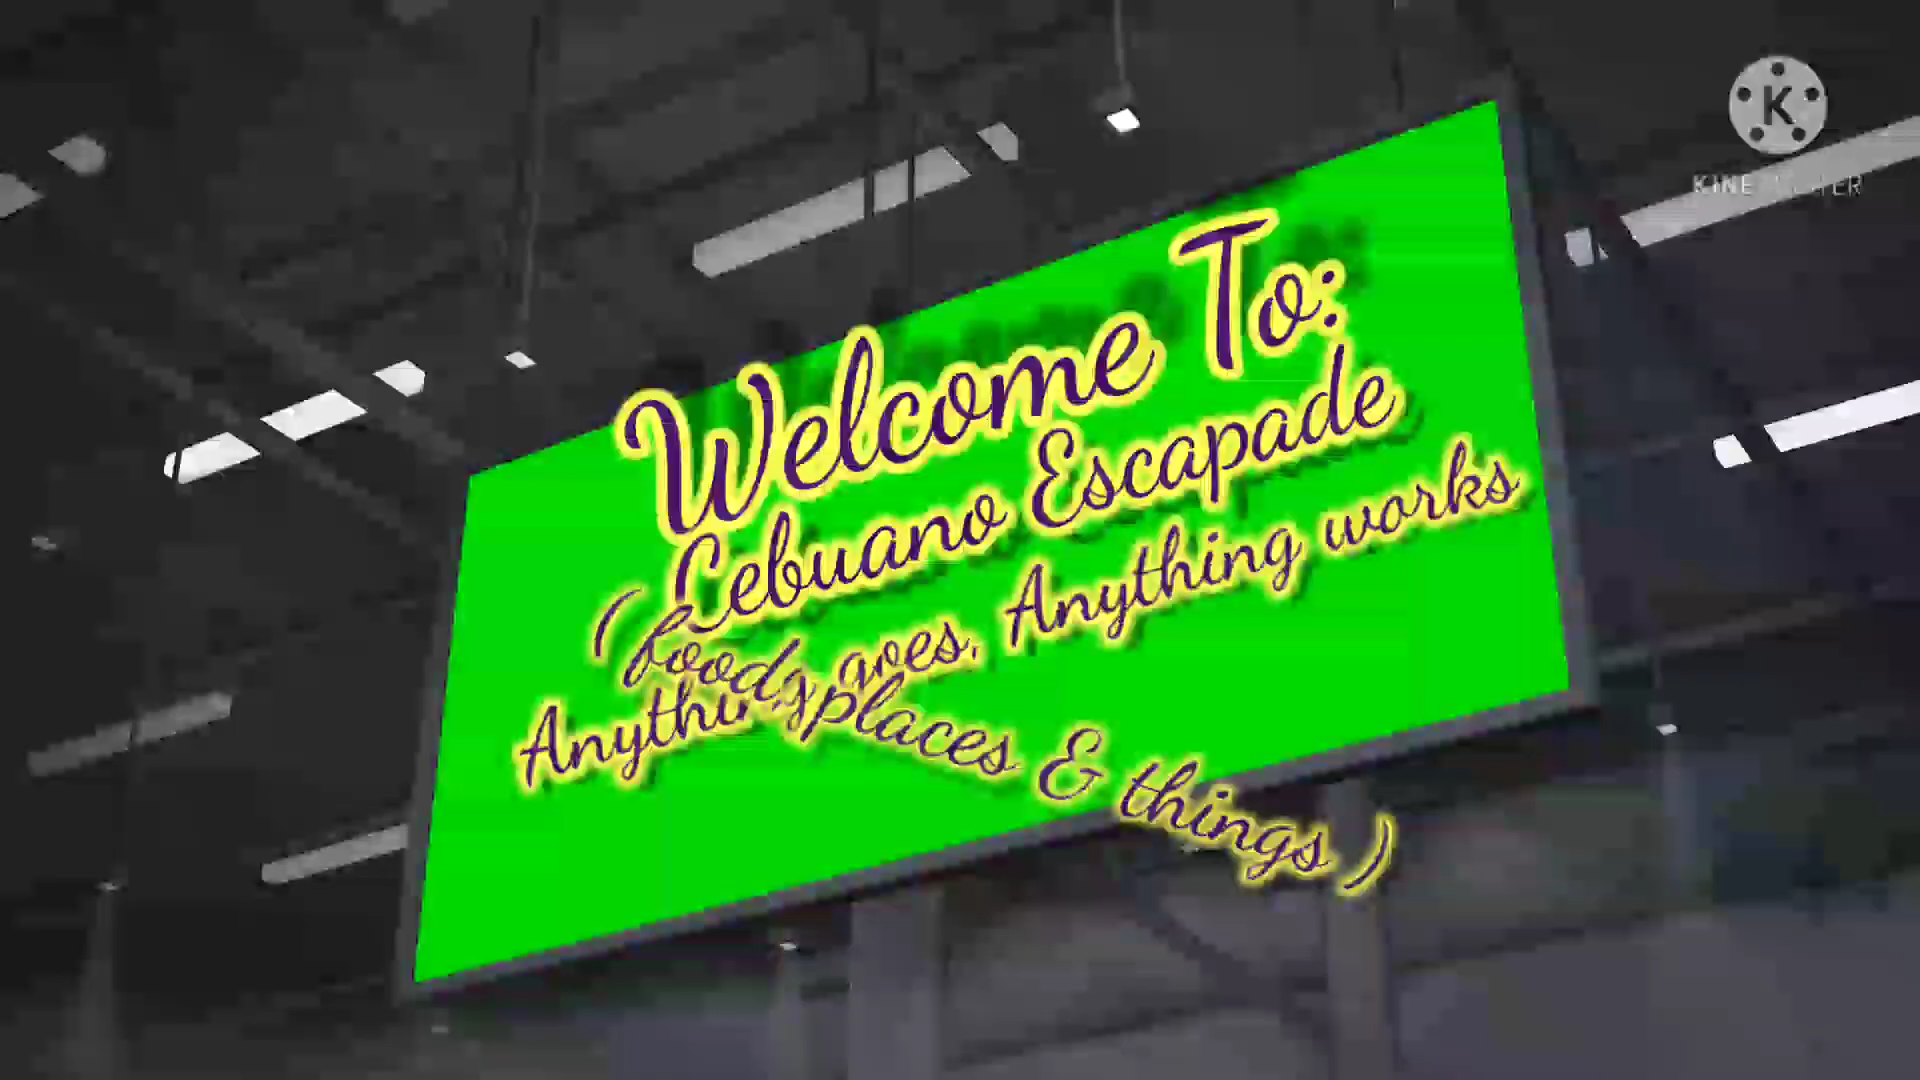 KINEMASTER
Welcome To:
Cebuano Escapade
Anything goes, Anything works
( foods, places & things )